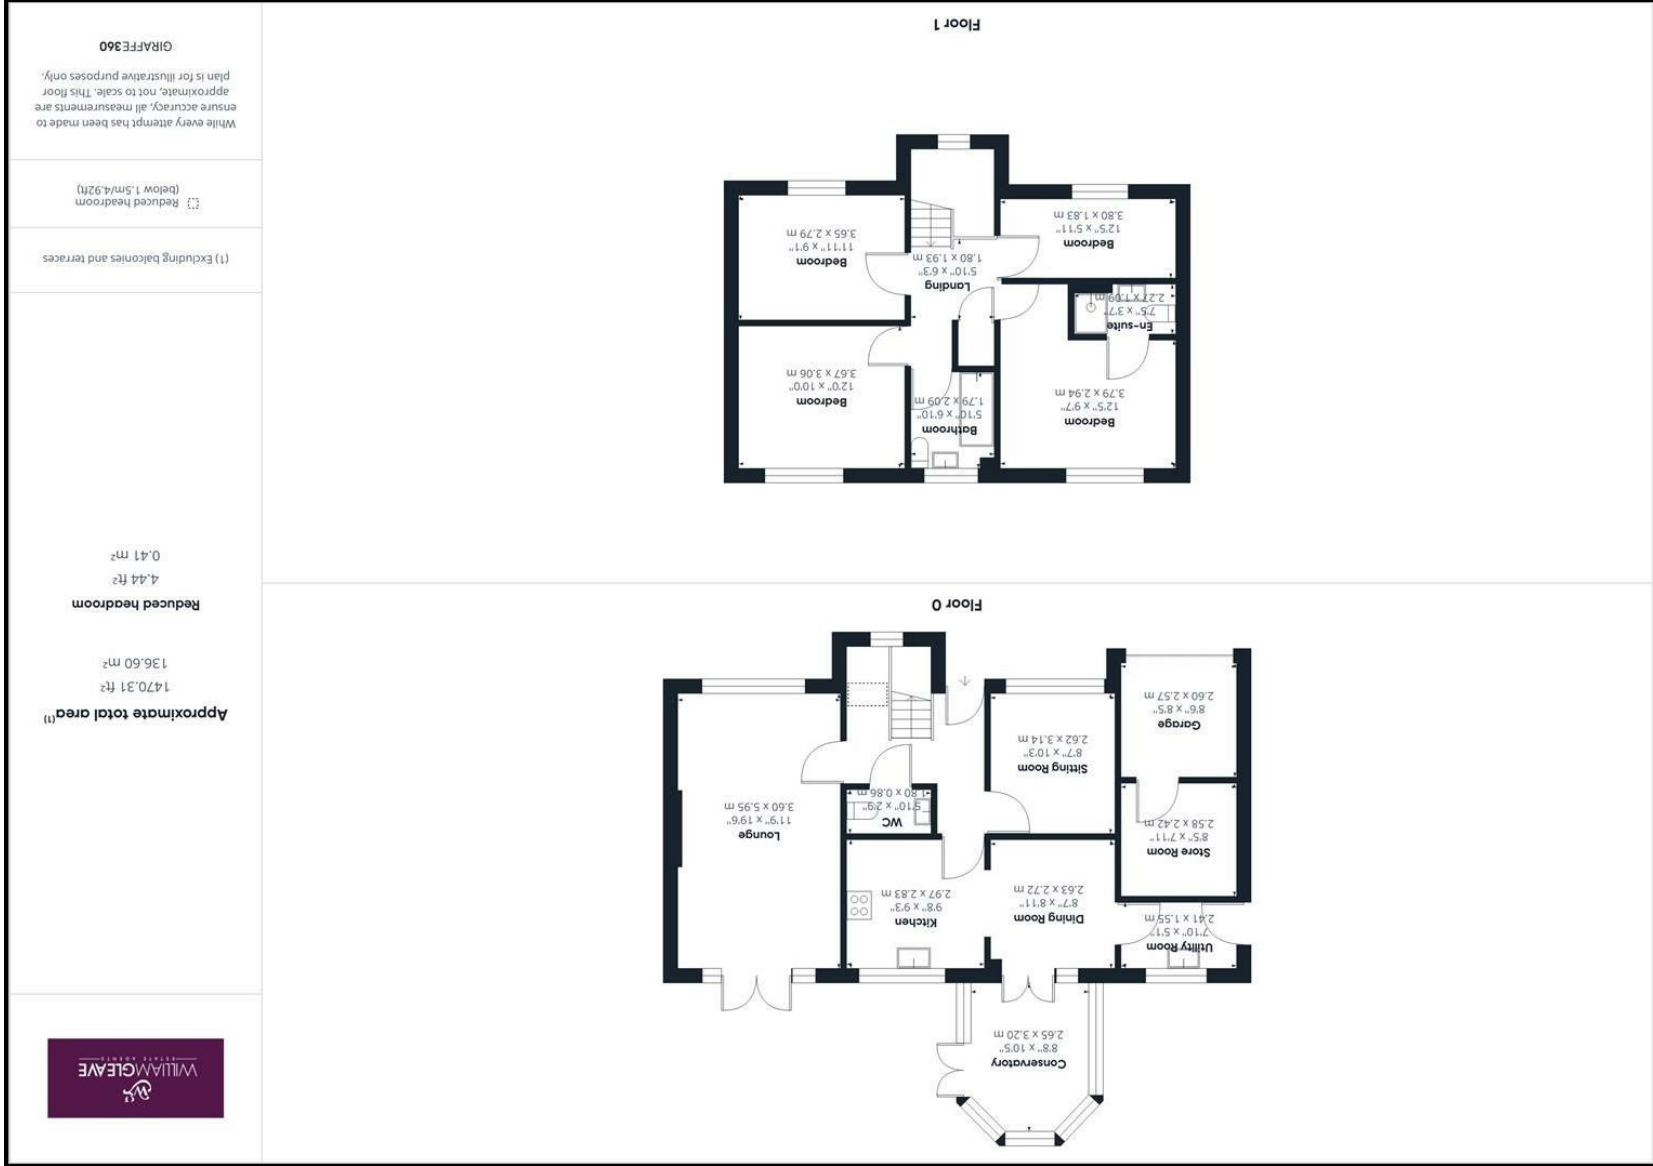 WILLIAMGLEAVE
ESTATE AGENTS
Approximate total area(1)
1470.31 ft²
136.60 m²
Reduced headroom
4.44 ft²
0.41 m²
(1) Excluding balconies and terraces
Reduced headroom
(below 1.5m/4.92ft)
While every attempt has been made to
ensure accuracy, all measurements are
approximate, not to scale. This floor
plan is for illustrative purposes only.
GIRAFFE360
Conservatory
8'8" x 10'5"
2.65 x 3.20 m
Utility Room
7'10" x 5'1"
2.41 x 1.55 m
Dining Room
8'7" x 8'11"
2.63 x 2.72 m
Kitchen
9'8" x 9'3"
2.97 x 2.83 m
Lounge
11'9" x 19'6"
3.60 x 5.95 m
Store Room
8'5" x 7'11"
2.58 x 2.42 m
WC
5'10" x 2'9"
1.80 x 0.86 m
Sitting Room
8'7" x 10'3"
2.62 x 3.14 m
Garage
8'6" x 8'5"
2.60 x 2.57 m
Floor 0
Bedroom
12'5" x 9'7"
3.79 x 2.94 m
Bathroom
5'10" x 6'10"
1.79 x 2.09 m
Bedroom
12'0" x 10'0"
3.67 x 3.06 m
En-suite
7'5" x 3'7"
2.27 x 1.09 m
Landing
5'10" x 6'3"
1.80 x 1.93 m
Bedroom
11'11" x 9'1"
3.65 x 2.79 m
Bedroom
12'5" x 5'11"
3.80 x 1.83 m
Floor 1